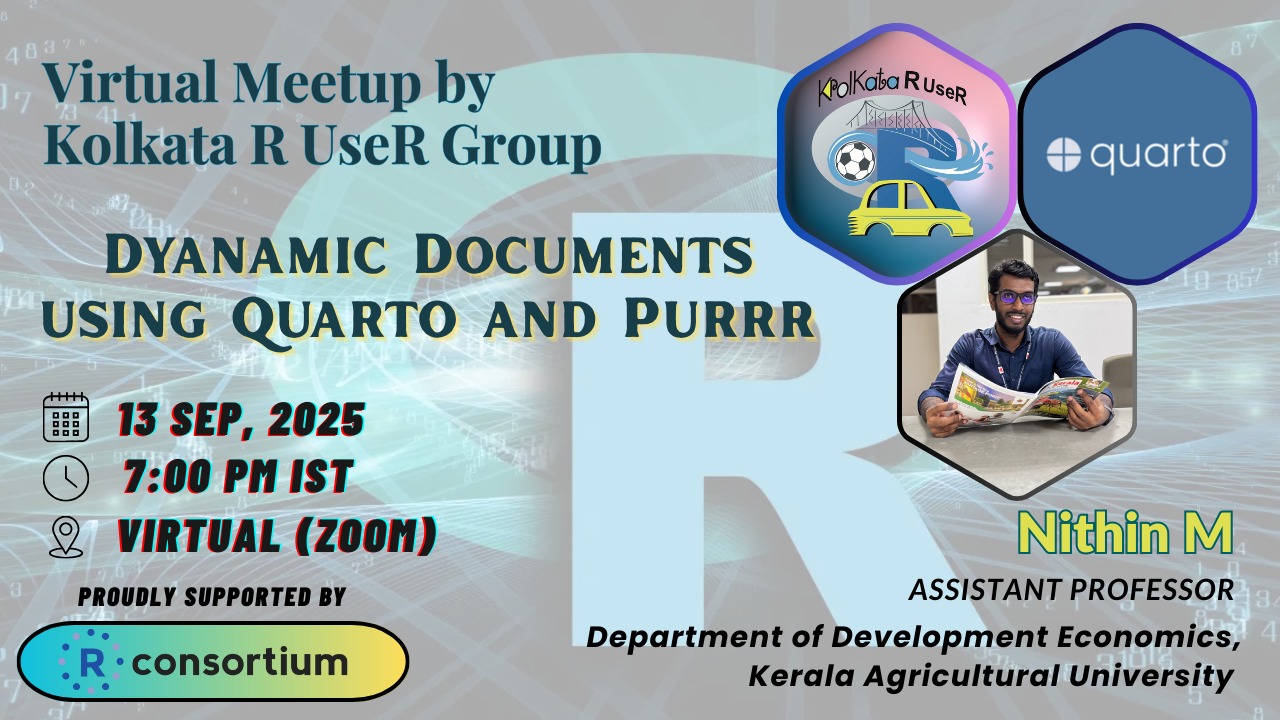 Virtual Meetup by
Kolkata R UseR Group
Kolkata R UseR
quarto
Dyanamic Documents
using Quarto and Purrr
13 SEP, 2025
7:00 PM IST
VIRTUAL (ZOOM)
PROUDLY SUPPORTED BY
R consortium
Kerala
Nithin M
ASSISTANT PROFESSOR
Department of Development Economics,
Kerala Agricultural University